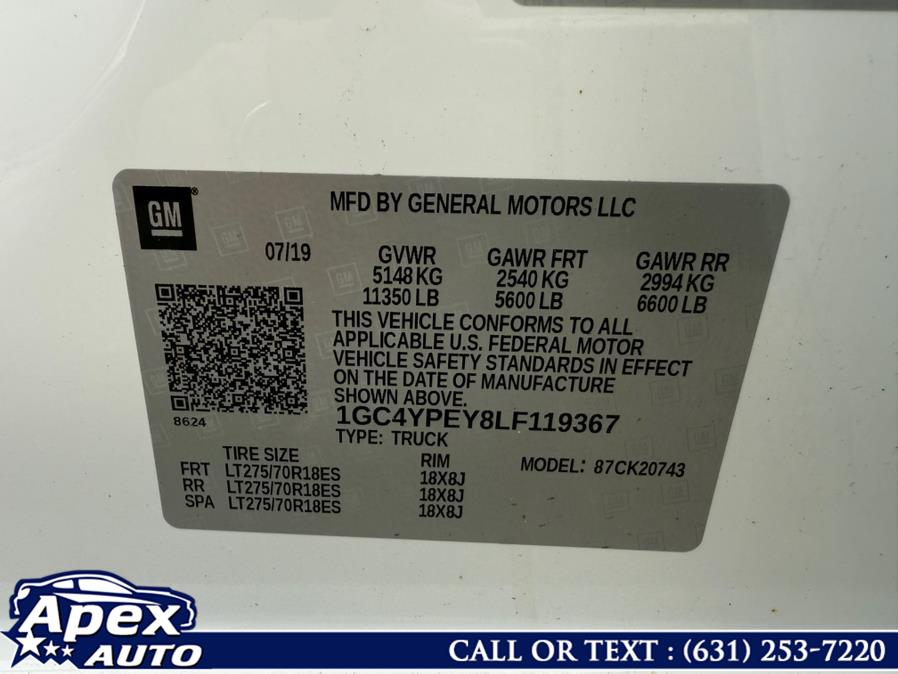 GM®
MFD BY GENERAL MOTORS LLC
07/19 GVWR GAWR FRT GAWR RR
5148 KG 2540 KG 2994 KG
11350 LB 5600 LB 6600 LB
THIS VEHICLE CONFORMS TO ALL
APPLICABLE U.S. FEDERAL MOTOR
VEHICLE SAFETY STANDARDS IN EFFECT
ON THE DATE OF MANUFACTURE
SHOWN ABOVE.
8624
1GC4YPEY8LF119367
TYPE: TRUCK
TIRE SIZE RIM MODEL: 87CK20743
FRT LT275/70R18ES 18X8J
RR LT275/70R18ES 18X8J
SPA LT275/70R18ES 18X8J
Apex
AUTO
CALL OR TEXT : (631) 253-7220